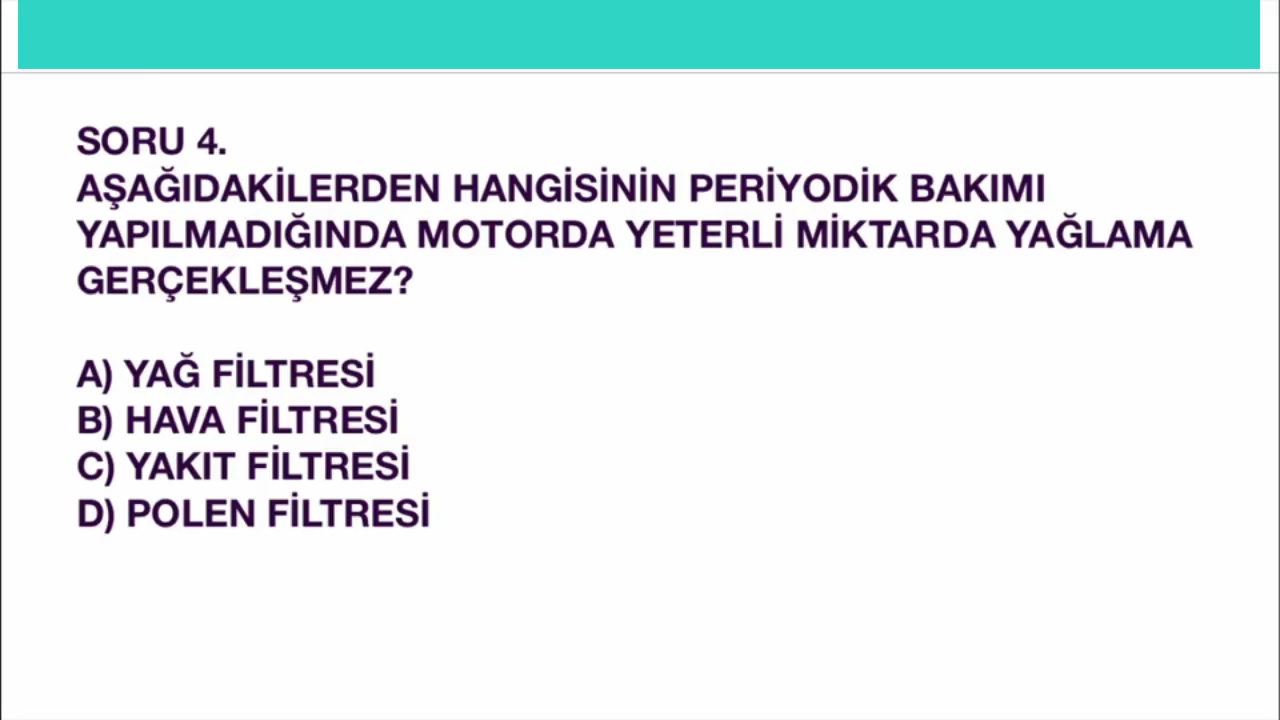 SORU 4.
AŞAĞIDAKİLERDEN HANGİSİNİN PERİYODİK BAKIMI
YAPILMADIĞINDA MOTORDA YETERLİ MİKTARDA YAĞLAMA
GERÇEKLEŞMEZ?
A) YAĞ FİLTRESİ
B) HAVA FİLTRESİ
C) YAKIT FİLTRESİ
D) POLEN FİLTRESİ